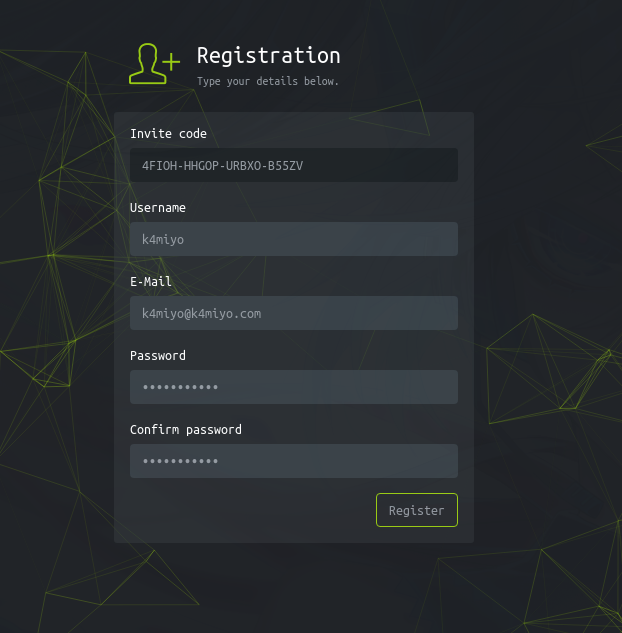 Registration
Type your details below.
Invite code
4FIOH-HHGOP-URBXO-B55ZV
Username
k4miyo
E-Mail
k4miyo@k4miyo.com
Password
•••••••••••
Confirm password
•••••••••••
Register